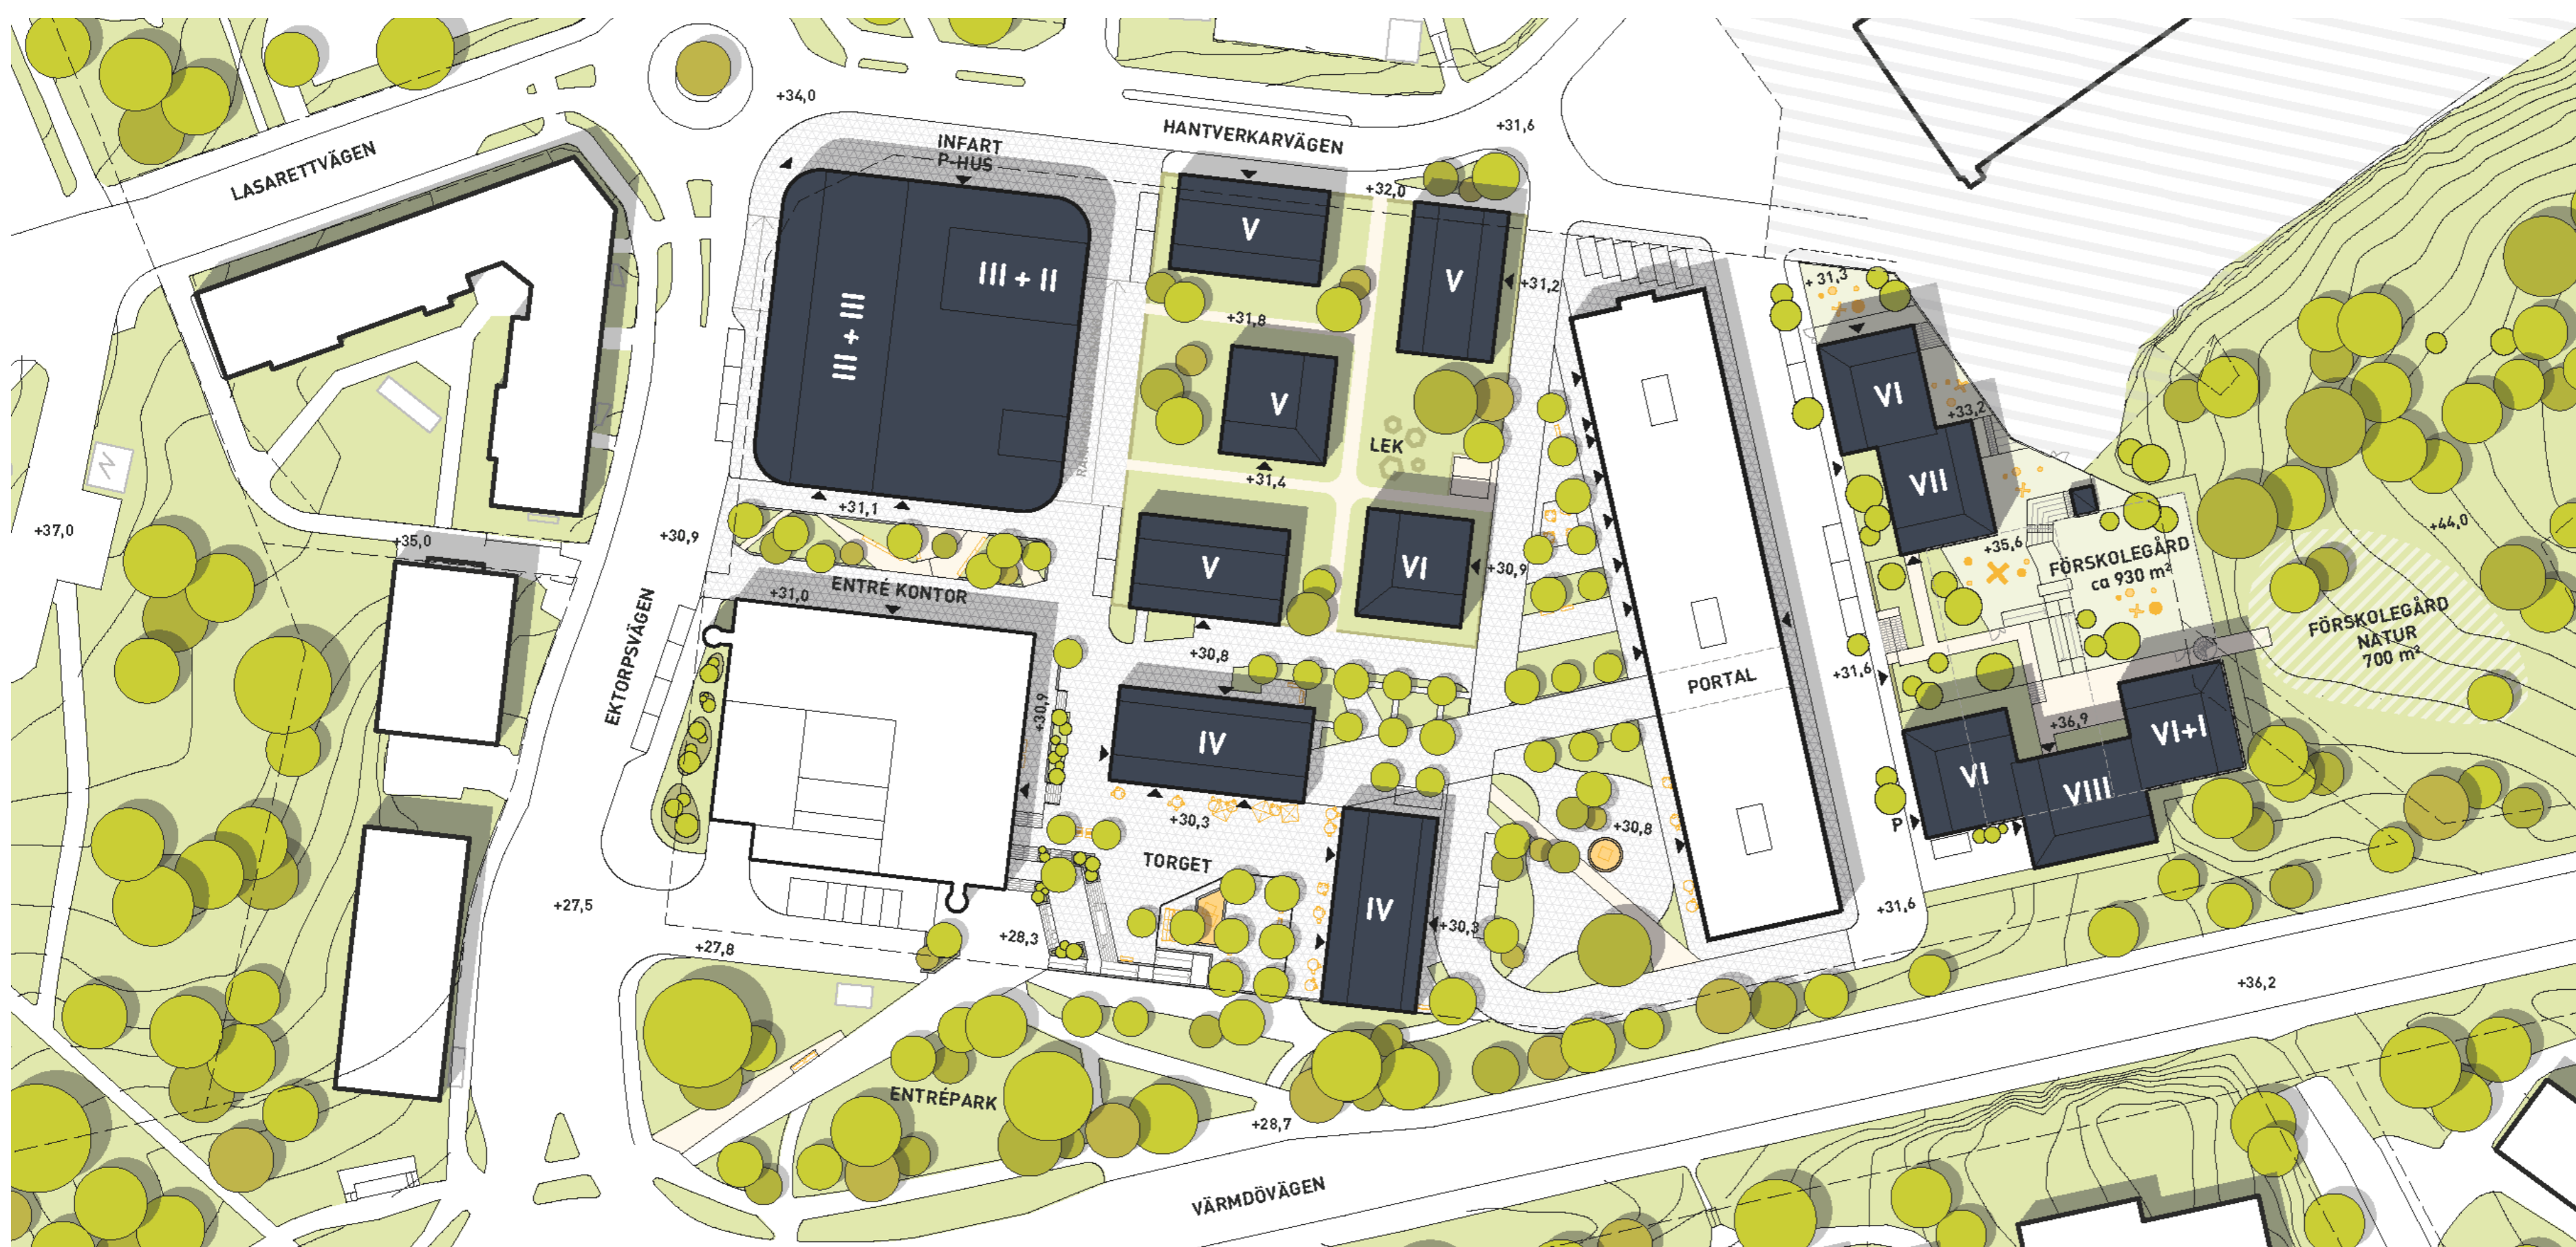 LASARETTVÄGEN
+34,0
HANTVERKARVÄGEN
+31,6
INFART
P-HUS
+32,0
V
V
+31,2
III + II
III + III
+31,8
+ 31,3
V
VI
+33,2
LEK
+31,4
VII
+37,0
+35,0
+30,9
+31,1
+44,0
+35,6
FÖRSKOLEGÅRD
ca 930 m²
V
VI
+30,9
ENTRÉ KONTOR
+31,0
EKTORPSVÄGEN
FÖRSKOLEGÅRD
NATUR
700 m²
+30,8
+31,6
PORTAL
+30,9
+36,9
IV
VI
VI+I
VIII
+30,3
+30,8
P
TORGET
IV
+27,5
+30,3
+31,6
+28,3
+27,8
+36,2
ENTRÉPARK
+28,7
VÄRMDÖVÄGEN